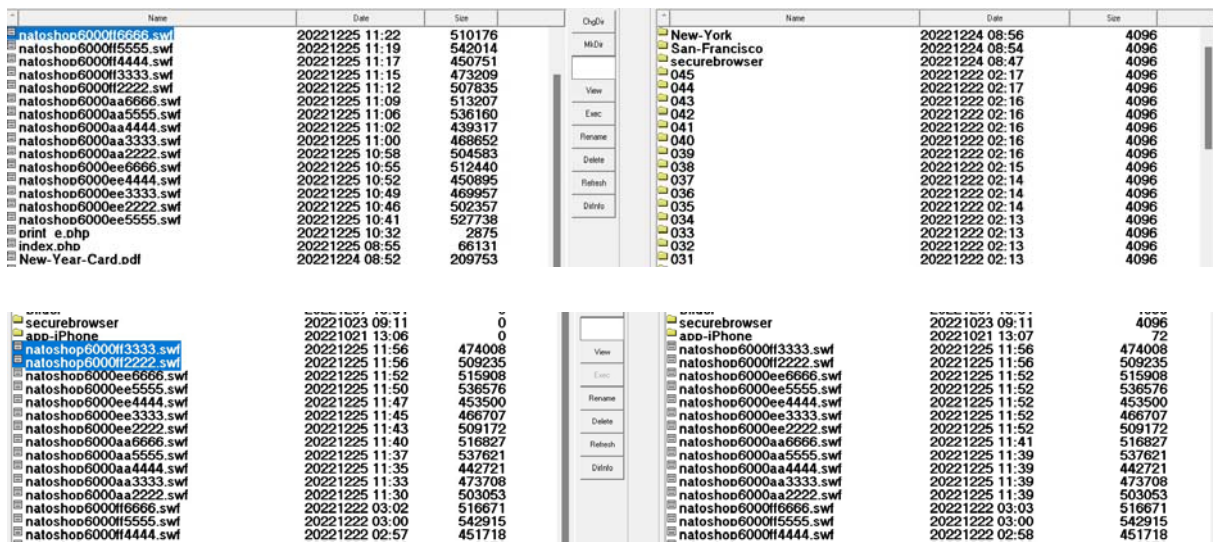 Name Date Size
natoshop6000ff6666.swf 20221225 11:22 510176
natoshop6000ff5555.swf 20221225 11:19 542014
natoshop6000ff4444.swf 20221225 11:17 450751
natoshop6000ff3333.swf 20221225 11:15 473209
natoshop6000ff2222.swf 20221225 11:12 507835
natoshop6000aa6666.swf 20221225 11:09 513207
natoshop6000aa5555.swf 20221225 11:06 536160
natoshop6000aa4444.swf 20221225 11:02 439317
natoshop6000aa3333.swf 20221225 11:00 468652
natoshop6000aa2222.swf 20221225 10:58 504583
natoshop6000ee6666.swf 20221225 10:55 512440
natoshop6000ee4444.swf 20221225 10:52 450895
natoshop6000ee3333.swf 20221225 10:49 469957
natoshop6000ee2222.swf 20221225 10:46 502357
natoshop6000ee5555.swf 20221225 10:41 527738
print_e.php 20221225 10:32 2875
index.php 20221225 08:55 66131
New-Year-Card.pdf 20221224 08:52 209753
ChgDir
MkDir
View
Exec
Rename
Delete
Refresh
DirInfo
Name Date Size
New-York 20221224 08:56 4096
San-Francisco 20221224 08:54 4096
securebrowser 20221224 08:47 4096
045 20221222 02:17 4096
044 20221222 02:17 4096
043 20221222 02:16 4096
042 20221222 02:16 4096
041 20221222 02:16 4096
040 20221222 02:16 4096
039 20221222 02:16 4096
038 20221222 02:15 4096
037 20221222 02:14 4096
036 20221222 02:14 4096
035 20221222 02:14 4096
034 20221222 02:13 4096
033 20221222 02:13 4096
032 20221222 02:13 4096
031 20221222 02:13 4096
securebrowser 20221023 09:11 0
app-iPhone 20221021 13:06 0
natoshop6000ff3333.swf 20221225 11:56 474008
natoshop6000ff2222.swf 20221225 11:56 509235
natoshop6000ee6666.swf 20221225 11:52 515908
natoshop6000ee5555.swf 20221225 11:50 536576
natoshop6000ee4444.swf 20221225 11:47 453500
natoshop6000ee3333.swf 20221225 11:45 466707
natoshop6000ee2222.swf 20221225 11:43 509172
natoshop6000aa6666.swf 20221225 11:40 516827
natoshop6000aa5555.swf 20221225 11:37 537621
natoshop6000aa4444.swf 20221225 11:35 442721
natoshop6000aa3333.swf 20221225 11:33 473708
natoshop6000aa2222.swf 20221225 11:30 503053
natoshop6000ff6666.swf 20221222 03:02 516671
natoshop6000ff5555.swf 20221222 03:00 542915
natoshop6000ff4444.swf 20221222 02:57 451718
View
Exec
Rename
Delete
Refresh
DirInfo
securebrowser 20221023 09:11 4096
app-iPhone 20221021 13:07 72
natoshop6000ff3333.swf 20221225 11:56 474008
natoshop6000ff2222.swf 20221225 11:56 509235
natoshop6000ee6666.swf 20221225 11:52 515908
natoshop6000ee5555.swf 20221225 11:52 536576
natoshop6000ee4444.swf 20221225 11:52 453500
natoshop6000ee3333.swf 20221225 11:52 466707
natoshop6000ee2222.swf 20221225 11:52 509172
natoshop6000aa6666.swf 20221225 11:41 516827
natoshop6000aa5555.swf 20221225 11:39 537621
natoshop6000aa4444.swf 20221225 11:39 442721
natoshop6000aa3333.swf 20221225 11:39 473708
natoshop6000aa2222.swf 20221225 11:39 503053
natoshop6000ff6666.swf 20221222 03:03 516671
natoshop6000ff5555.swf 20221222 03:00 542915
natoshop6000ff4444.swf 20221222 02:58 451718